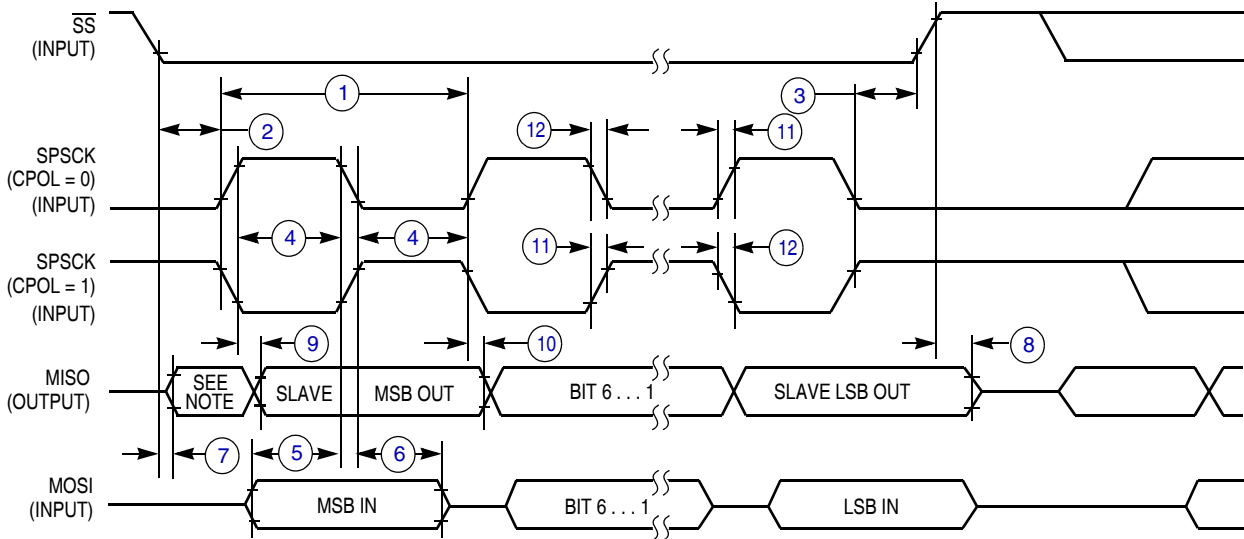 SS
(INPUT)
1
3
2
12
11
SPSCK
(CPOL = 0)
(INPUT)
4
4
11
12
SPSCK
(CPOL = 1)
(INPUT)
9
10
8
MISO
(OUTPUT)
SEE
NOTE
SLAVE
MSB OUT
BIT 6 . . . 1
SLAVE LSB OUT
7
5
6
MOSI
(INPUT)
MSB IN
BIT 6 . . . 1
LSB IN